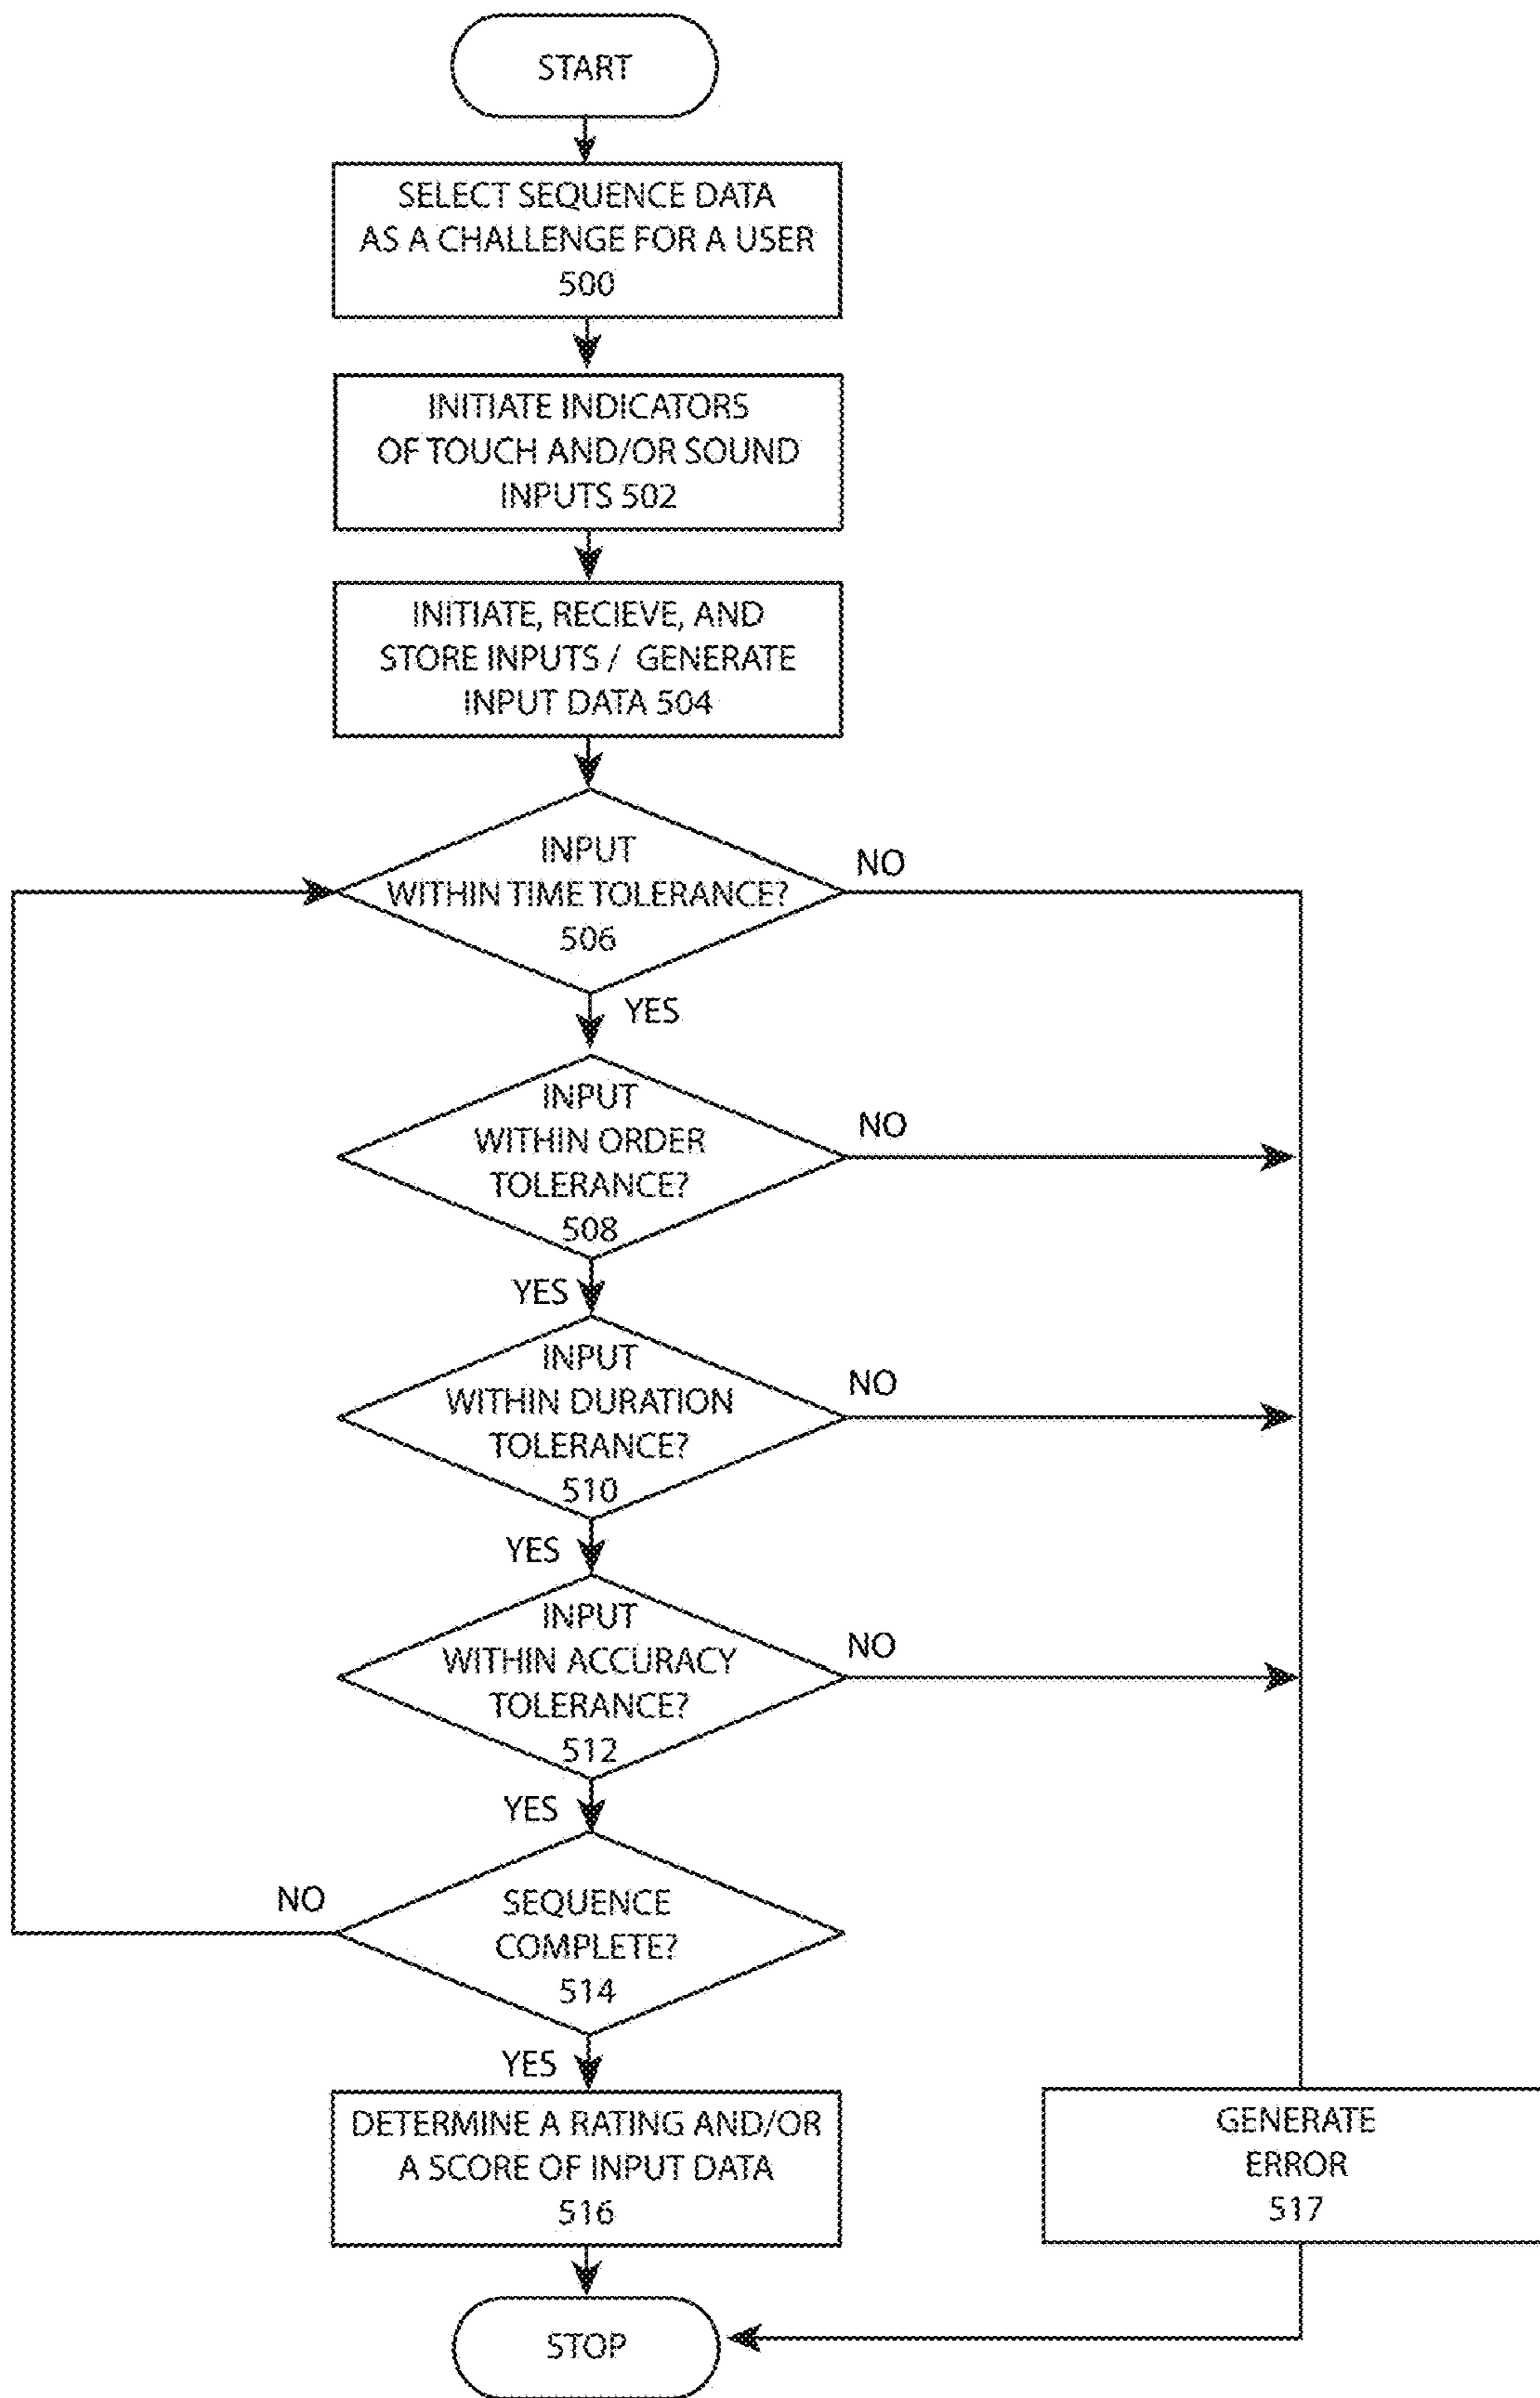 START
SELECT SEQUENCE DATA
AS A CHALLENGE FOR A USER
500
INITIATE INDICATORS
OF TOUCH AND/OR SOUND
INPUTS 502
INITIATE, RECIEVE, AND
STORE INPUTS / GENERATE
INPUT DATA 504
INPUT
WITHIN TIME TOLERANCE?
506
NO
YES
INPUT
WITHIN ORDER
TOLERANCE?
508
NO
YES
INPUT
WITHIN DURATION
TOLERANCE?
510
NO
YES
INPUT
WITHIN ACCURACY
TOLERANCE?
512
NO
YES
SEQUENCE
COMPLETE?
514
NO
YES
DETERMINE A RATING AND/OR
A SCORE OF INPUT DATA
516
GENERATE
ERROR
517
STOP